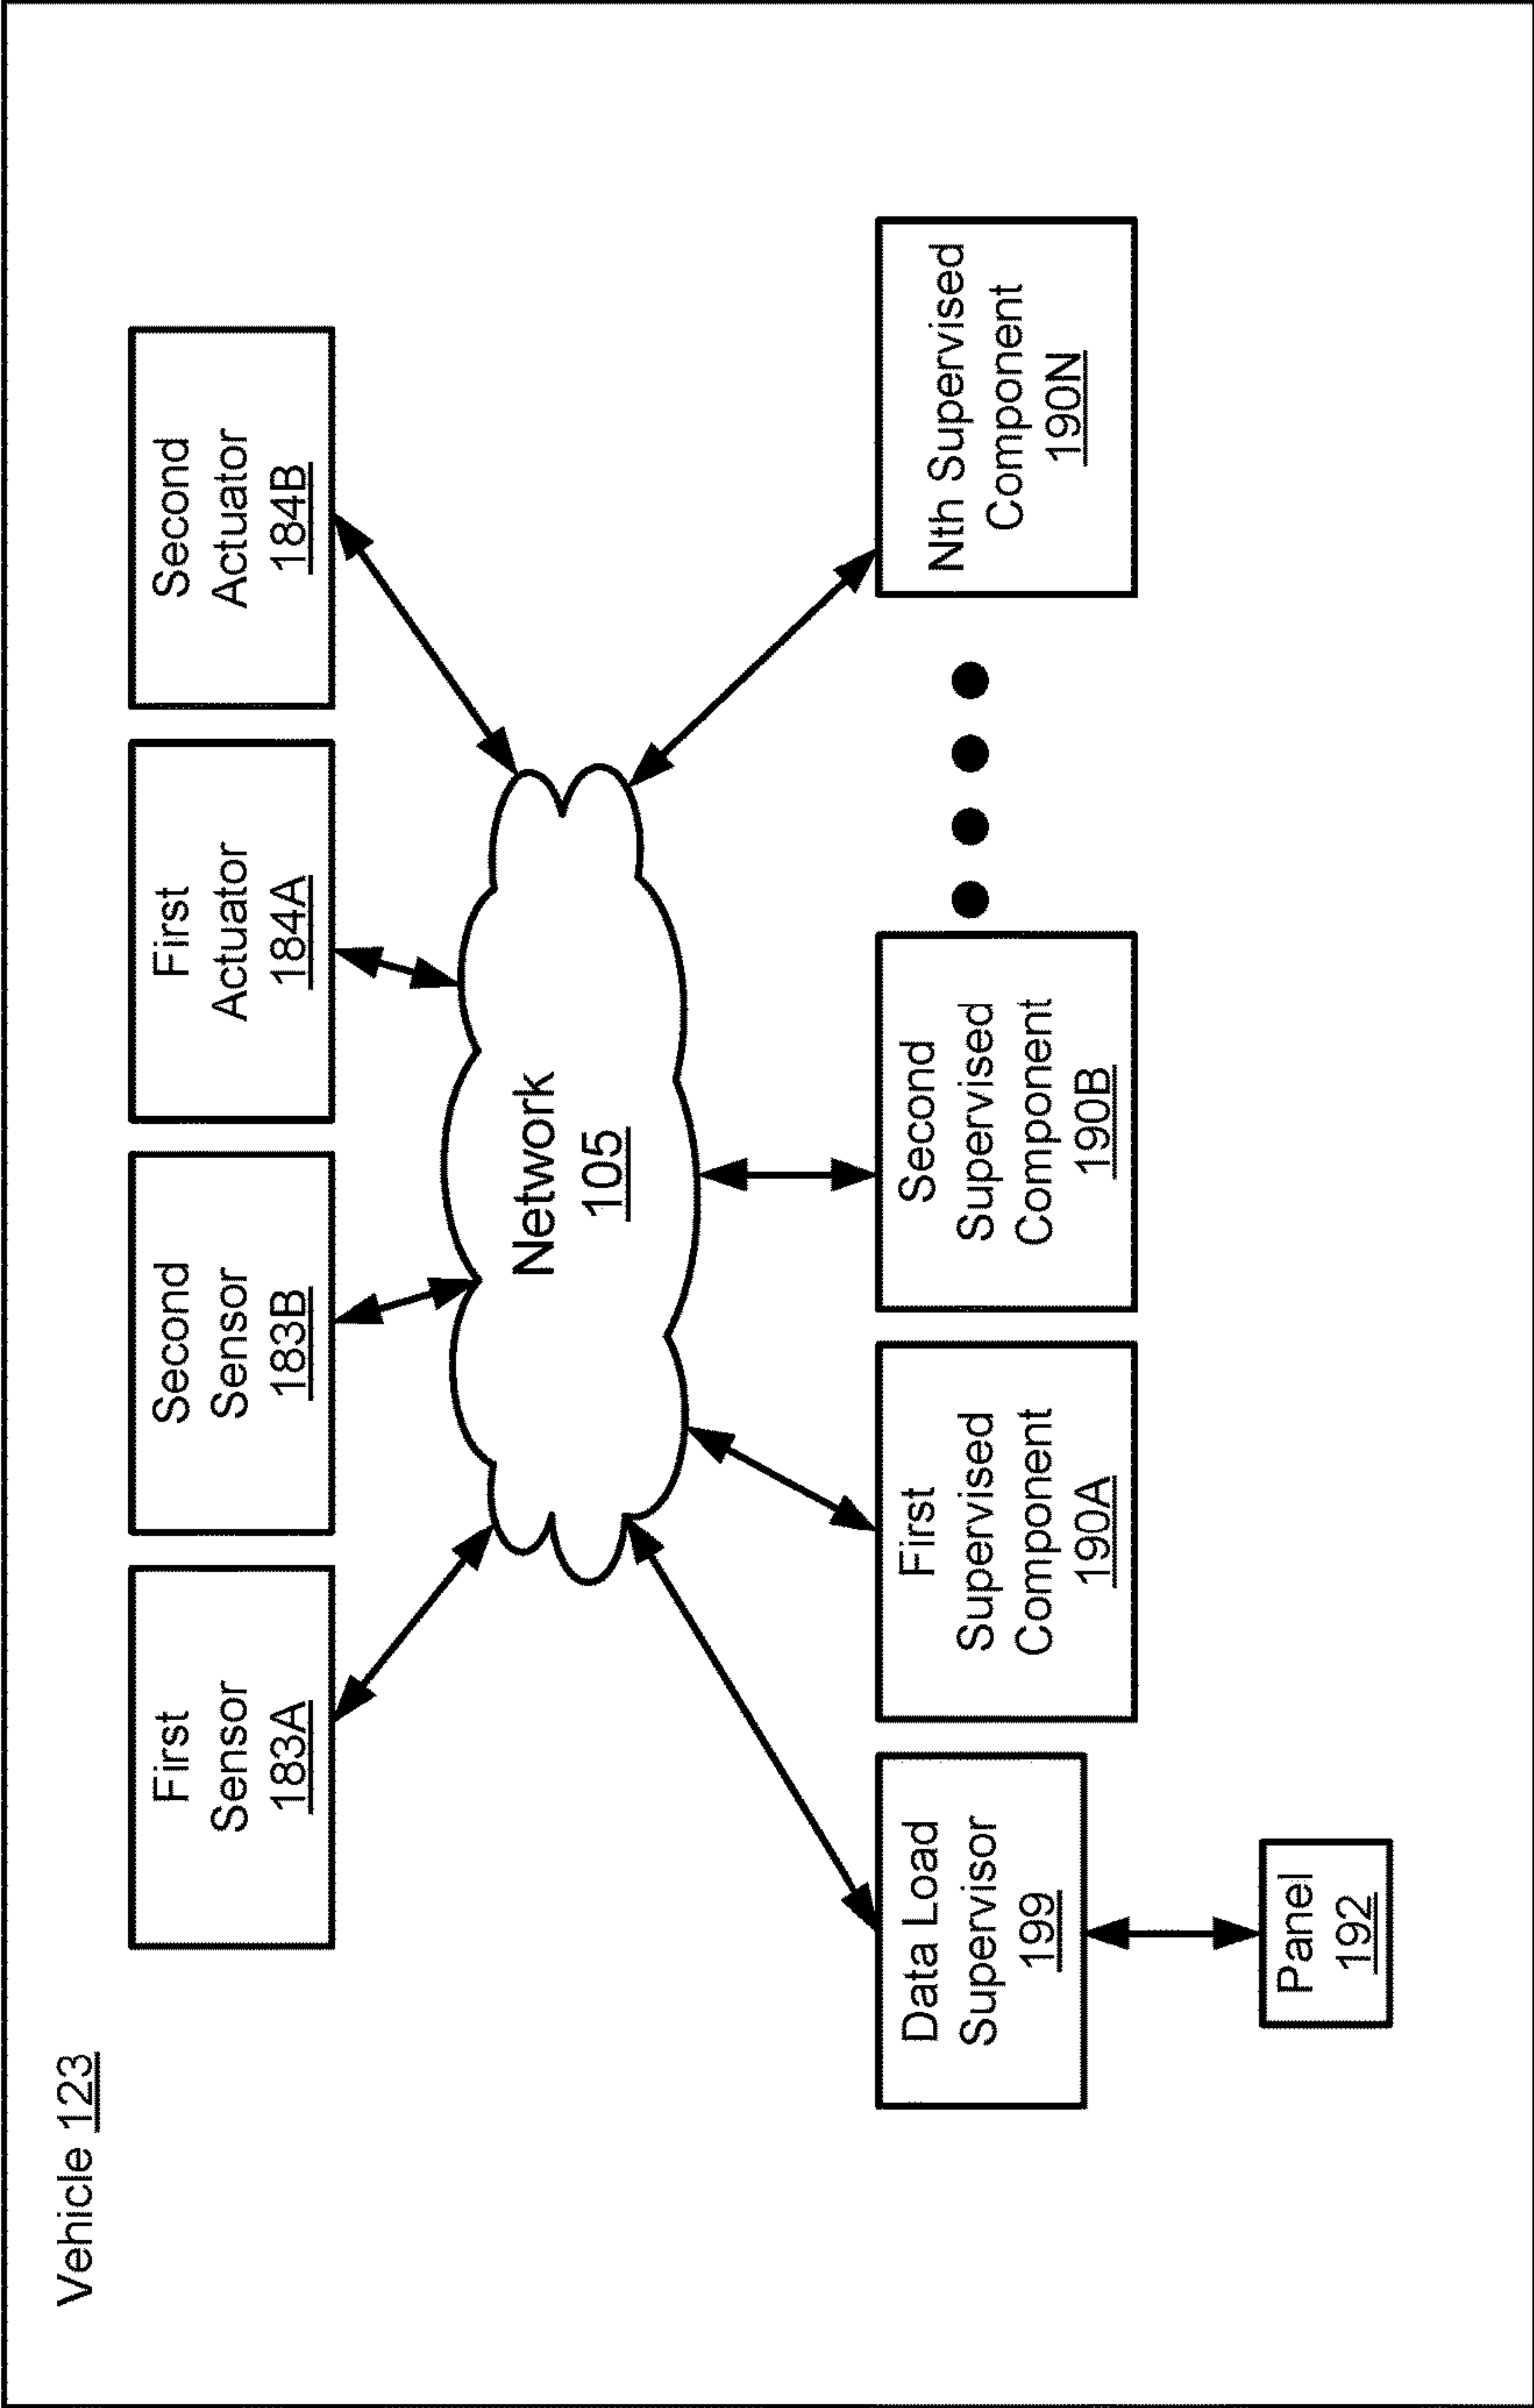 Vehicle 123
First
Sensor
183A
Second
Sensor
183B
First
Actuator
184A
Second
Actuator
184B
Network
105
Data Load
Supervisor
199
First
Supervised
Component
190A
Second
Supervised
Component
190B
Nth Supervised
Component
190N
Panel
192